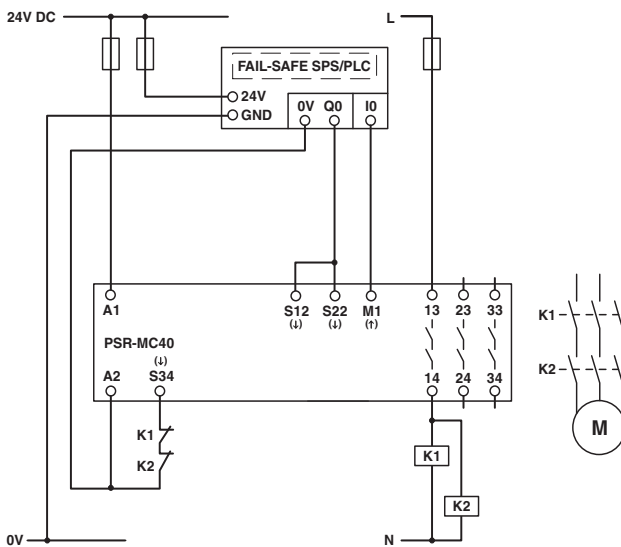 24V DC
L
FAIL-SAFE SPS/PLC
24V
GND
0V Q0 I0
A1
S12 S22 M1 13 23 33
(↓) (↓) (↑)
PSR-MC40
(↓)
A2 S34 14 24 34
K1
K2
K1
K2
K1
K2
M
0V
N